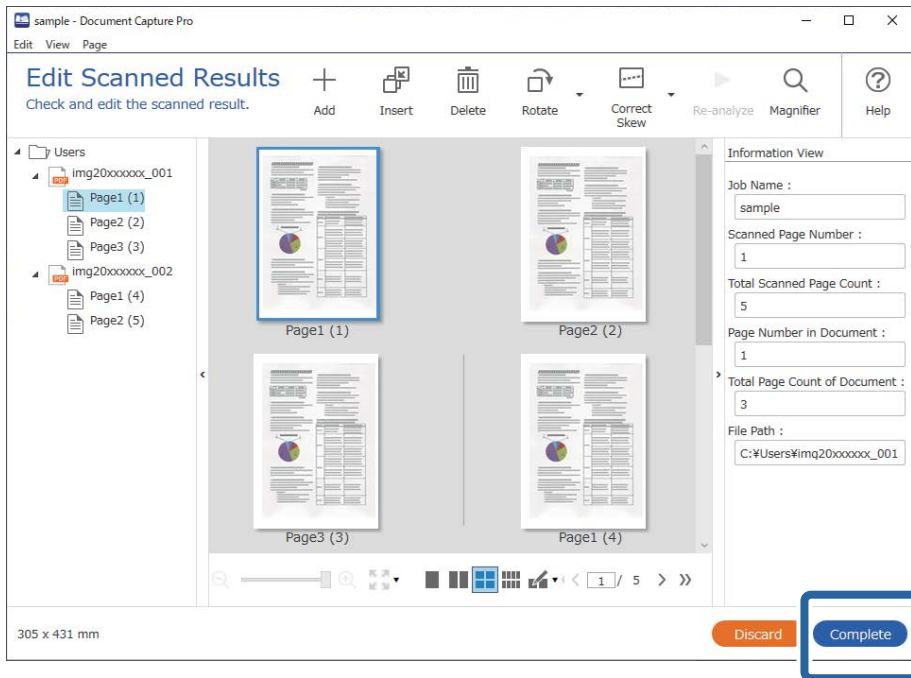 sample - Document Capture Pro
Edit View Page
Edit Scanned Results
Check and edit the scanned result.
Add
Insert
Delete
Rotate
Correct
Skew
Re-analyze
Magnifier
Help
Users
PDF
img20xxxxxx_001
Page1 (1)
Page2 (2)
Page3 (3)
PDF
img20xxxxxx_002
Page1 (4)
Page2 (5)
Page1 (1)
Page2 (2)
Page3 (3)
Page1 (4)
1 / 5
Information View
Job Name :
sample
Scanned Page Number :
1
Total Scanned Page Count :
5
Page Number in Document :
1
Total Page Count of Document :
3
File Path :
C:¥Users¥img20xxxxxx_001
305 x 431 mm
Discard
Complete